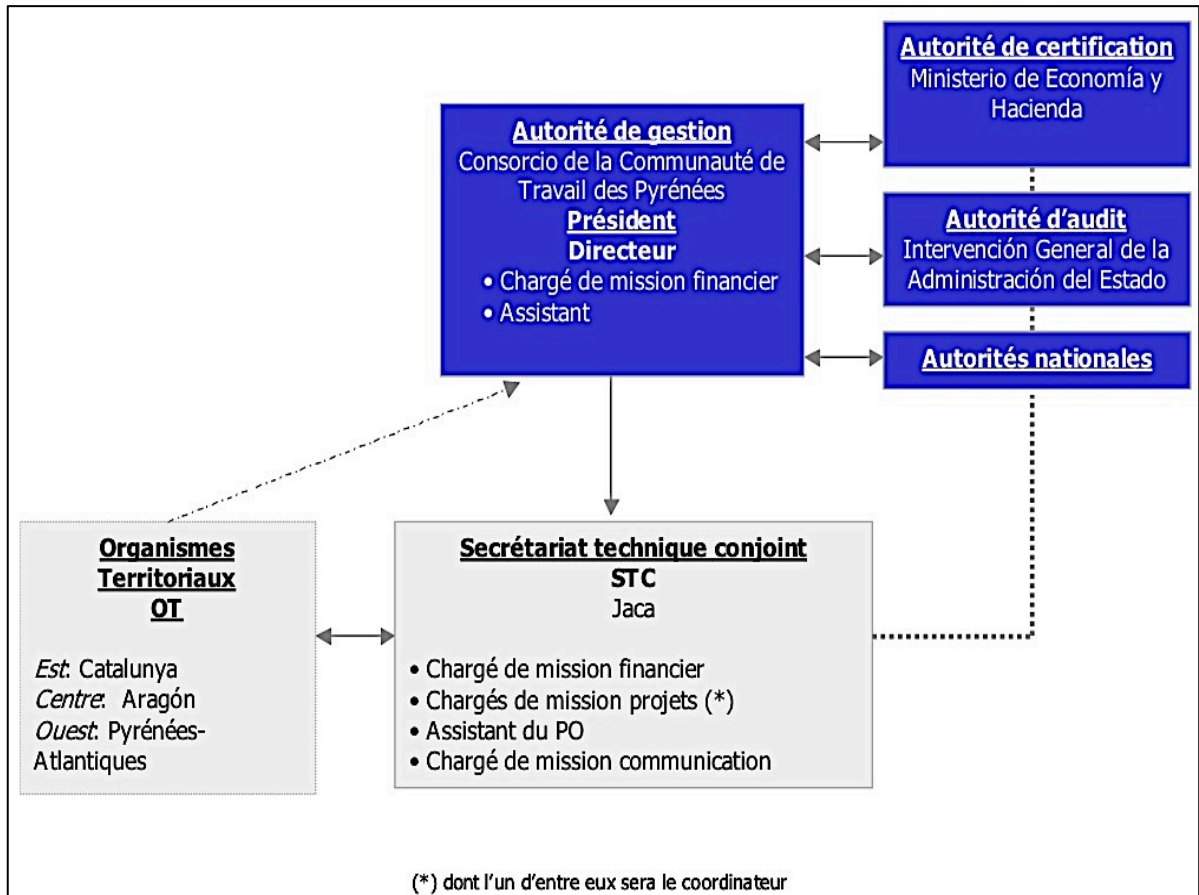 Autorité de certification
Ministerio de Economía y
Hacienda
Autorité de gestion
Consorcio de la Communauté de
Travail des Pyrénées
Président
Directeur
• Chargé de mission financier
• Assistant
Autorité d'audit
Intervención General de la
Administración del Estado
Autorités nationales
Organismes
Territoriaux
OT
Est: Catalunya
Centre: Aragón
Ouest: Pyrénées-
Atlantiques
Secrétariat technique conjoint
STC
Jaca
• Chargé de mission financier
• Chargés de mission projets (*)
• Assistant du PO
• Chargé de mission communication
(*) dont l'un d'entre eux sera le coordinateur